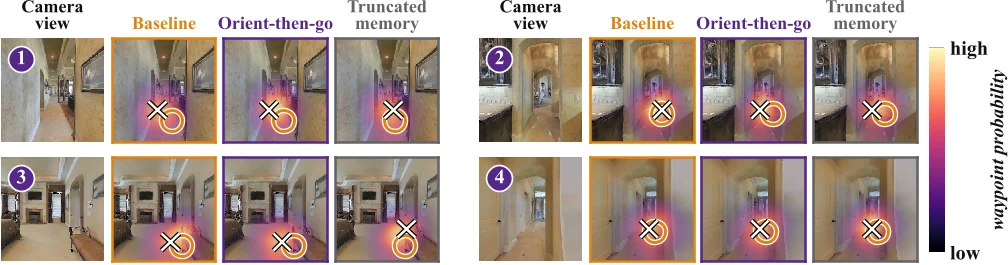 Camera view
Baseline
Orient-then-go
Truncated memory
Camera view
Baseline
Orient-then-go
Truncated memory
1
2
3
4
high
waypoint probability
low